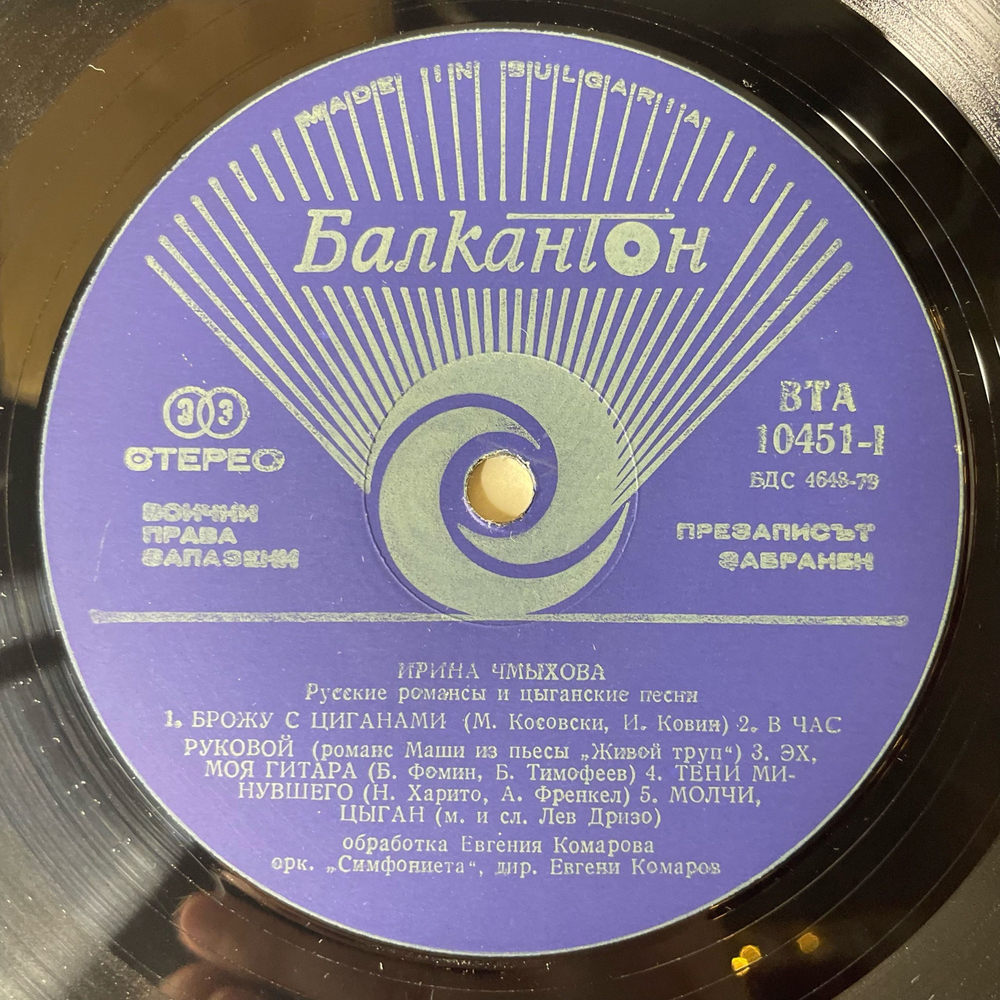 MADE IN BULGARIA
Балкантон
33
СТЕРЕО
ВСИЧКИ
ПРАВА
ЗАПАЗЕНИ
ВТА
10451-I
БДС 4648-79
ПРЕЗАПИСЪТ
ЗАБРАНЕН
ИРИНА ЧМЫХОВА
Русские романсы и цыганские песни
1. БРОЖУ С ЦИГАНАМИ (М. Косовски, И. Ковин) 2. В ЧАС
РУКОВОЙ (романс Маши из пьесы „Живой труп") 3. ЭХ,
МОЯ ГИТАРА (Б. Фомин, Б. Тимофеев) 4. ТЕНИ МИ-
НУВШЕГО (Н. Харито, А. Френкел) 5. МОЛЧИ,
ЦЫГАН (м. и сл. Лев Дризо)
обработка Евгения Комарова
орк. „Симфониета", дир. Евгени Комаров